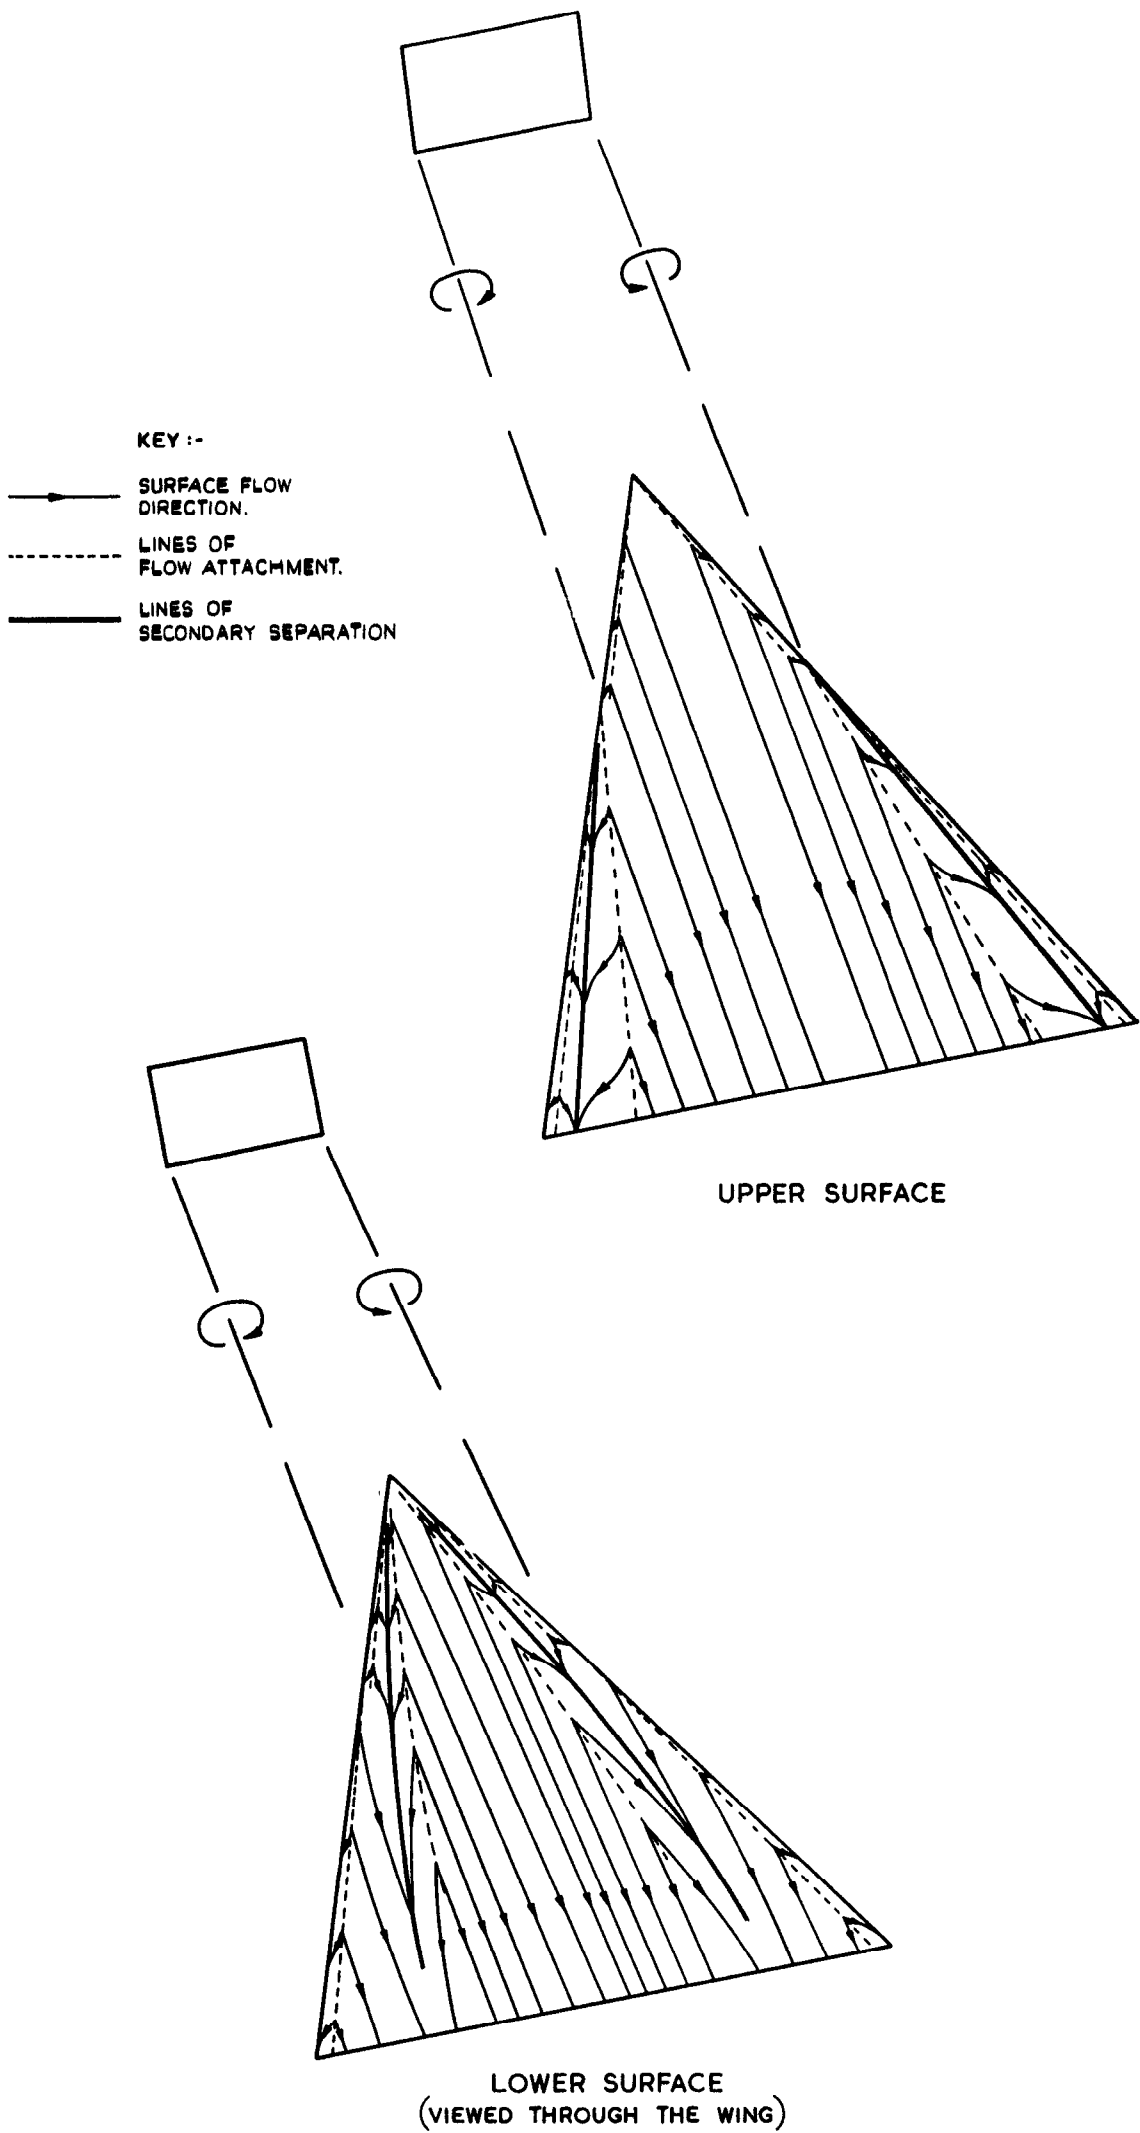 KEY :-
SURFACE FLOW
DIRECTION.
LINES OF
FLOW ATTACHMENT.
LINES OF
SECONDARY SEPARATION
UPPER SURFACE
LOWER SURFACE
(VIEWED THROUGH THE WING)